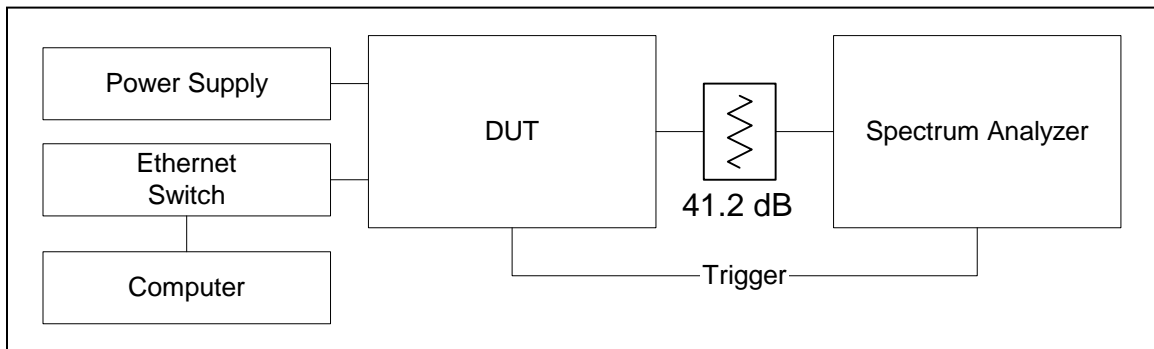 Power Supply
Ethernet
Switch
Computer
DUT
41.2 dB
Spectrum Analyzer
Trigger